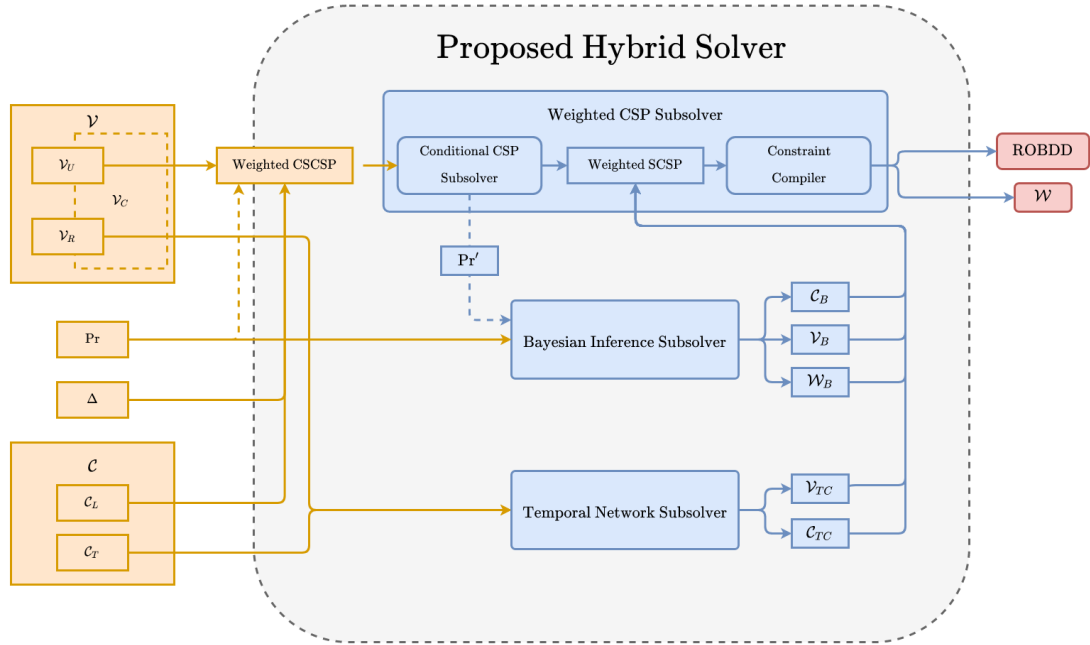 Proposed Hybrid Solver
𝒱
𝒱_U
𝒱_C
𝒱_R
Weighted CSCSP
Weighted CSP Subsolver
Conditional CSP
Subsolver
Weighted SCSP
Constraint
Compiler
ROBDD
𝒲
Pr′
Pr
Δ
Bayesian Inference Subsolver
𝒞_B
𝒱_B
𝒲_B
𝒞
𝒞_L
𝒞_T
Temporal Network Subsolver
𝒱_TC
𝒞_TC